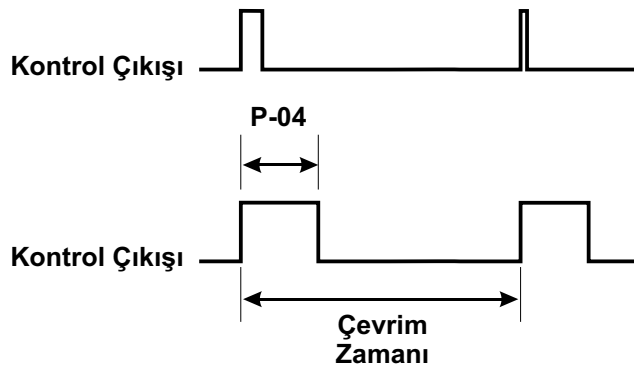 Kontrol Çıkışı
P-04
Kontrol Çıkışı
Çevrim
Zamanı